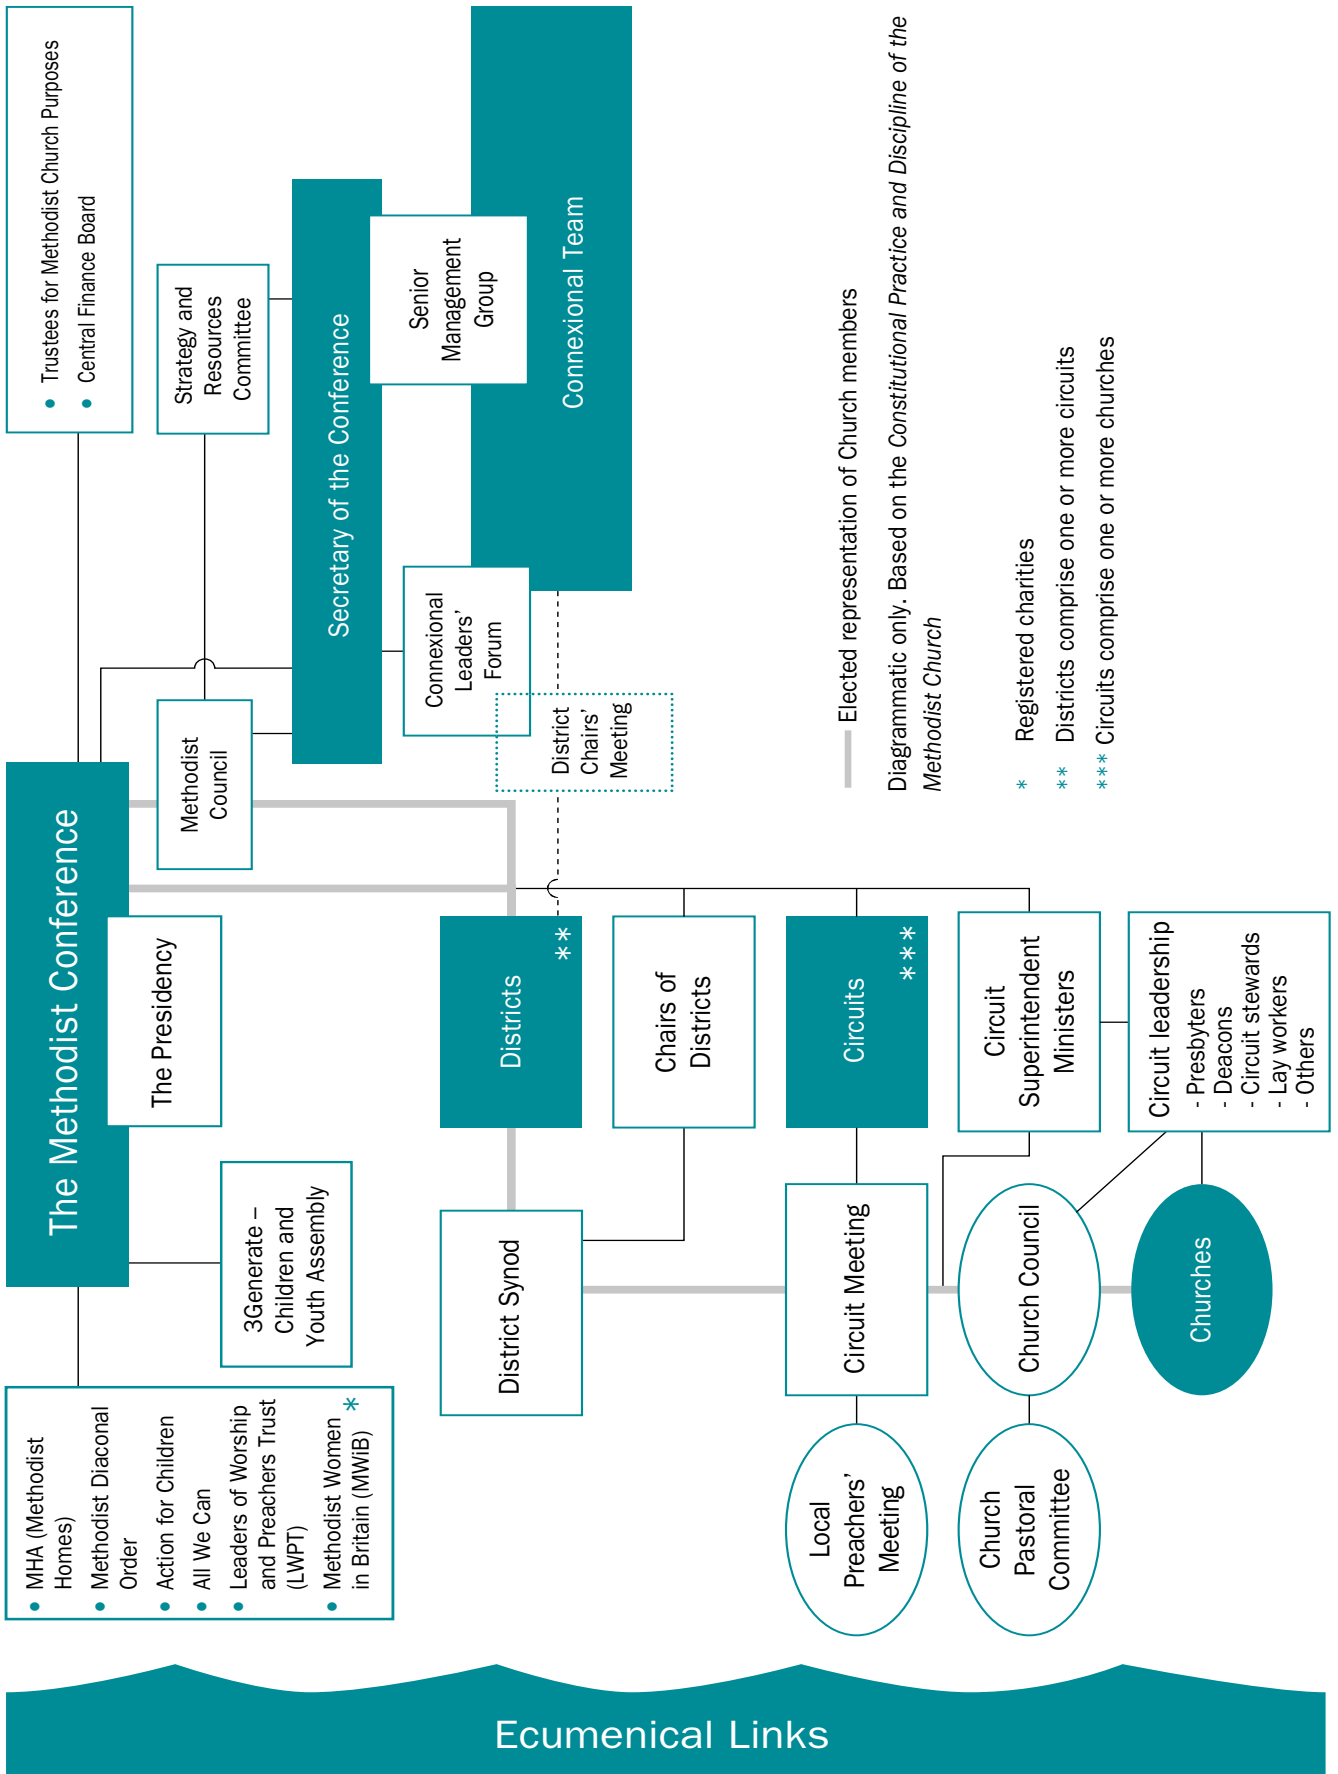 The Methodist Conference
The Presidency
3Generate –
Children and
Youth Assembly
• MHA (Methodist
Homes)
• Methodist Diaconal
Order
• Action for Children
• All We Can
• Leaders of Worship
and Preachers Trust
(LWPT)
• Methodist Women
in Britain (MWiB) *
• Trustees for Methodist Church Purposes
• Central Finance Board
Strategy and
Resources
Committee
Methodist
Council
Secretary of the Conference
Senior
Management
Group
Connexional Team
Connexional
Leaders’
Forum
District
Chairs’
Meeting
Districts
**
Chairs of
Districts
District Synod
Circuits
***
Circuit Meeting
Local
Preachers’
Meeting
Circuit
Superintendent
Ministers
Circuit leadership
- Presbyters
- Deacons
- Circuit stewards
- Lay workers
- Others
Church Council
Church
Pastoral
Committee
Churches
Elected representation of Church members
Diagrammatic only. Based on the Constitutional Practice and Discipline of the
Methodist Church
* Registered charities
** Districts comprise one or more circuits
*** Circuits comprise one or more churches
Ecumenical Links